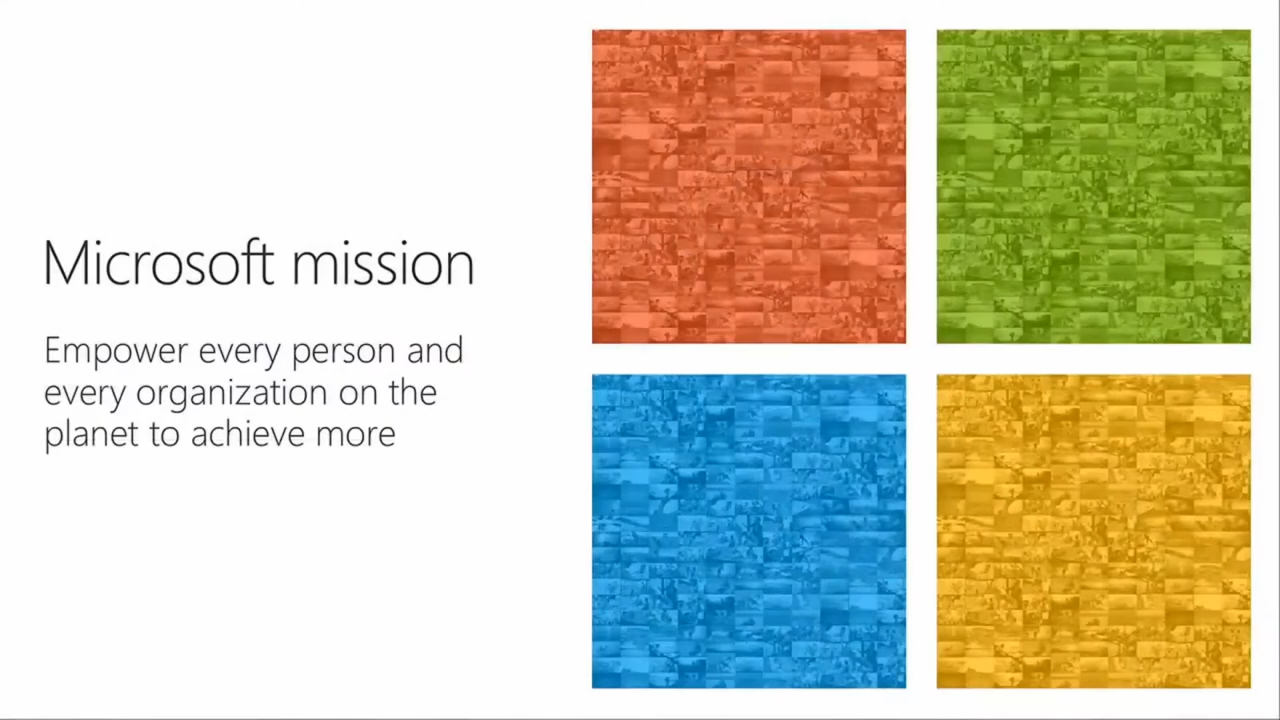 Microsoft mission
Empower every person and
every organization on the
planet to achieve more